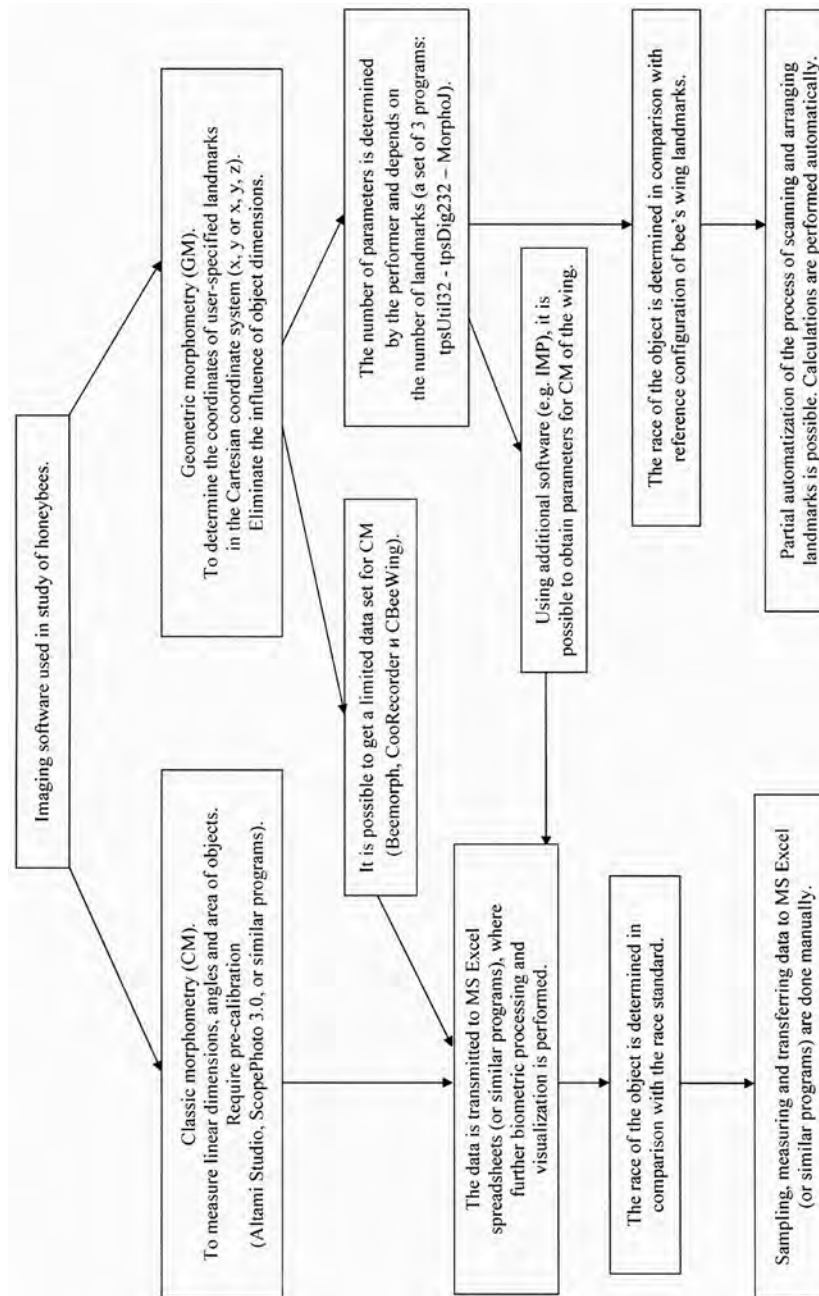 Imaging software used in study of honeybees.
Classic morphometry (CM).
To measure linear dimensions, angles and area of objects.
Require pre-calibration
(Altami Studio, ScopePhoto 3.0, or similar programs).
Geometric morphometry (GM).
To determine the coordinates of user-specified landmarks
in the Cartesian coordinate system (x, y or x, y, z).
Eliminate the influence of object dimensions.
It is possible to get a limited data set for CM
(Beemorph, CooRecorder и CBeeWing).
The number of parameters is determined
by the performer and depends on
the number of landmarks (a set of 3 programs:
tpsUtil32 - tpsDig232 – MorphoJ).
The data is transmitted to MS Excel
spreadsheets (or similar programs), where
further biometric processing and
visualization is performed.
Using additional software (e.g. IMP), it is
possible to obtain parameters for CM of the wing.
The race of the object is determined in
comparison with the race standard.
The race of the object is determined in comparison with
reference configuration of bee's wing landmarks.
Sampling, measuring and transferring data to MS Excel
(or similar programs) are done manually.
Partial automatization of the process of scanning and arranging
landmarks is possible. Calculations are performed automatically.